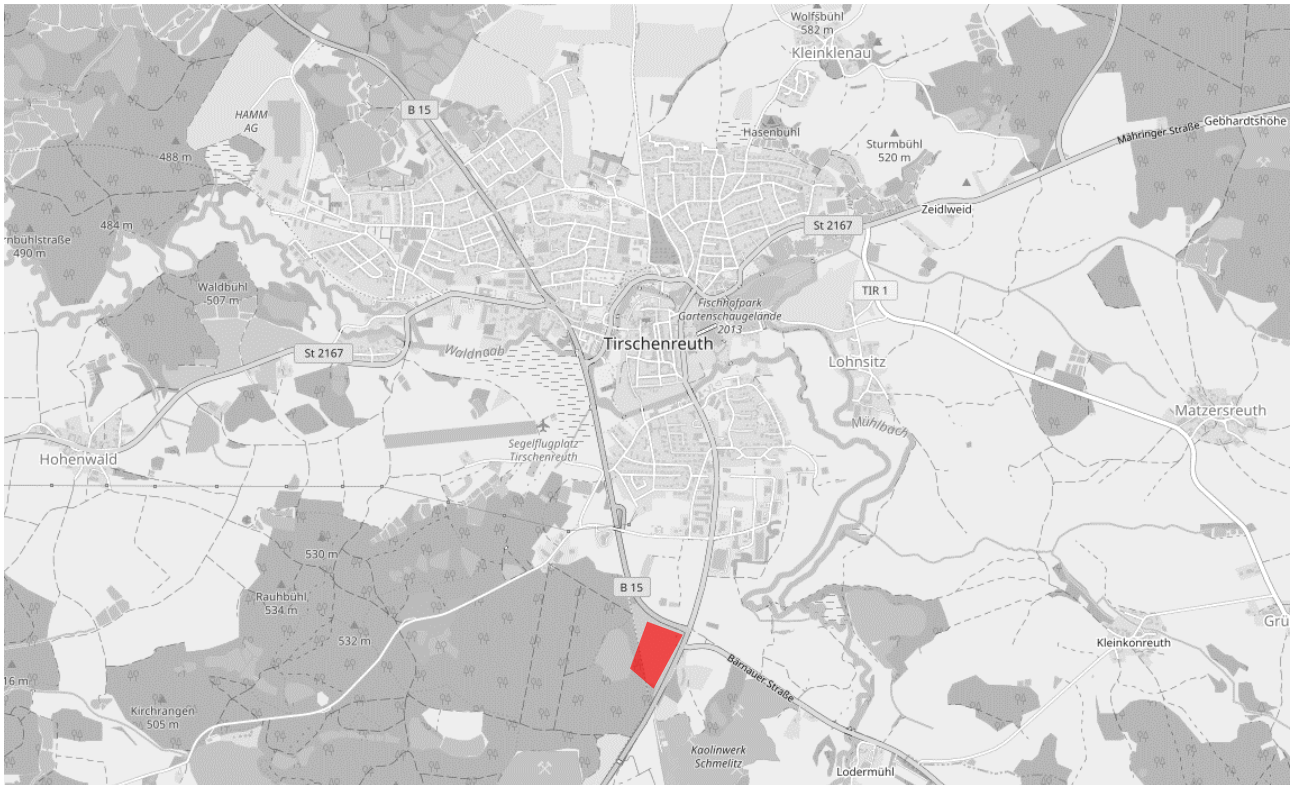 Wolfsbühl
582 m
Kleinklenau
B 15
HAMM
AG
Hasenbühl
Mähringer Straße
Gebhardtshöhe
488 m
Sturmbühl
520 m
484 m
Zeidlweid
St 2167
rnbühlstraße
490 m
Waldbühl
507 m
TIR 1
Fischhofpark
Gartenschaugelände
2013
Tirschenreuth
St 2167
Waldnaab
Lohnsitz
Matzersreuth
Mühlbach
Segelflugplatz
Tirschenreuth
Hohenwald
530 m
B 15
Rauhbühl
534 m
Grü
532 m
Kleinkonreuth
Bärnauer Straße
16 m
Kirchrangen
505 m
Kaolinwerk
Schmelitz
Lodermühl